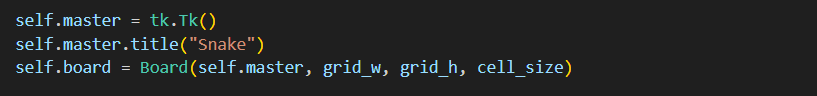 self.master = tk.Tk()
self.master.title("Snake")
self.board = Board(self.master, grid_w, grid_h, cell_size)